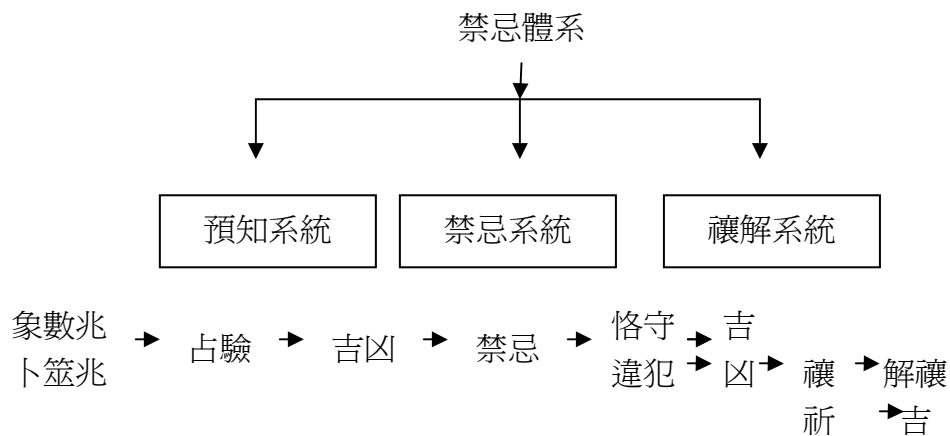 禁忌體系
預知系統 禁忌系統 禳解系統
象數兆 恪守 吉
占驗 吉凶 禁忌
卜筮兆 違犯 凶 禳 解禳
祈 吉